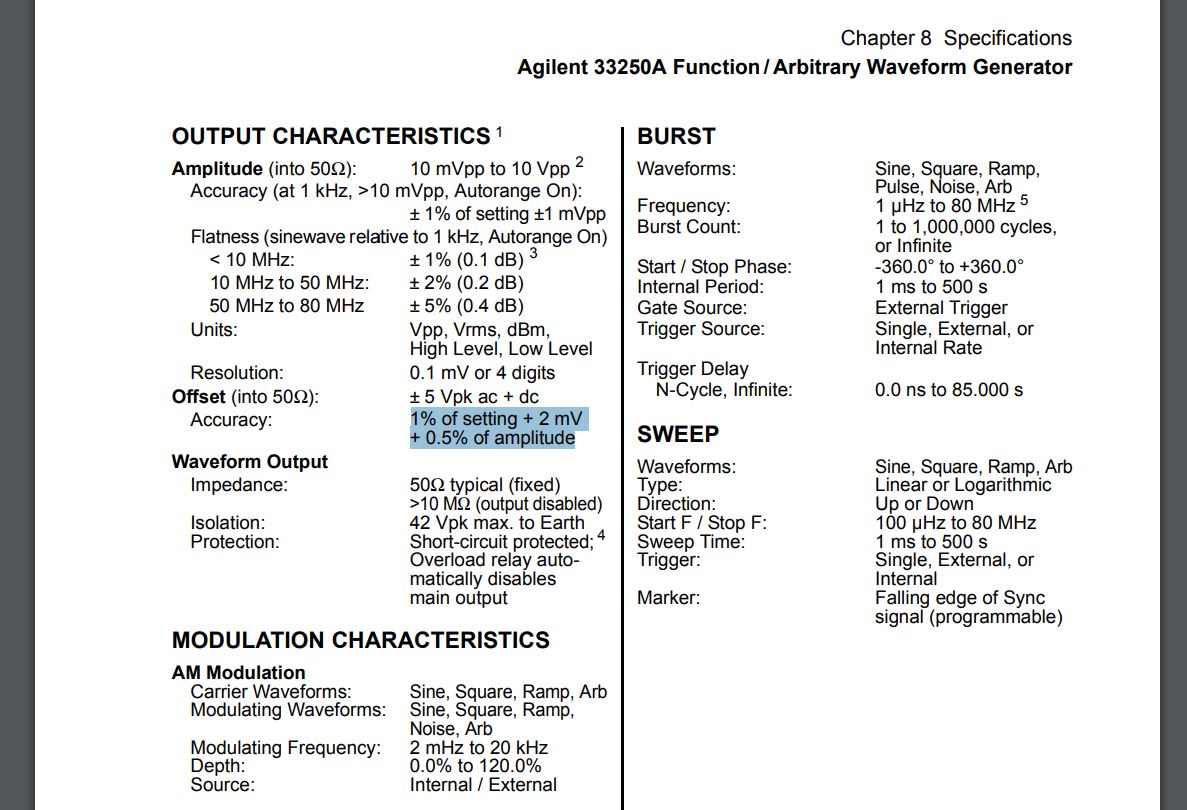 Chapter 8 Specifications
Agilent 33250A Function / Arbitrary Waveform Generator
OUTPUT CHARACTERISTICS 1
Amplitude (into 50Ω): 10 mVpp to 10 Vpp 2
Accuracy (at 1 kHz, >10 mVpp, Autorange On):
± 1% of setting ±1 mVpp
Flatness (sinewave relative to 1 kHz, Autorange On)
< 10 MHz: ± 1% (0.1 dB) 3
10 MHz to 50 MHz: ± 2% (0.2 dB)
50 MHz to 80 MHz ± 5% (0.4 dB)
Units: Vpp, Vrms, dBm,
High Level, Low Level
Resolution: 0.1 mV or 4 digits
Offset (into 50Ω): ± 5 Vpk ac + dc
Accuracy: 1% of setting + 2 mV
+ 0.5% of amplitude
Waveform Output
Impedance: 50Ω typical (fixed)
>10 MΩ (output disabled)
Isolation: 42 Vpk max. to Earth
Protection: Short-circuit protected; 4
Overload relay auto-
matically disables
main output
MODULATION CHARACTERISTICS
AM Modulation
Carrier Waveforms: Sine, Square, Ramp, Arb
Modulating Waveforms: Sine, Square, Ramp,
Noise, Arb
Modulating Frequency: 2 mHz to 20 kHz
Depth: 0.0% to 120.0%
Source: Internal / External
BURST
Waveforms: Sine, Square, Ramp,
Pulse, Noise, Arb
Frequency: 1 µHz to 80 MHz 5
Burst Count: 1 to 1,000,000 cycles,
or Infinite
Start / Stop Phase: -360.0° to +360.0°
Internal Period: 1 ms to 500 s
Gate Source: External Trigger
Trigger Source: Single, External, or
Internal Rate
Trigger Delay
N-Cycle, Infinite: 0.0 ns to 85.000 s
SWEEP
Waveforms: Sine, Square, Ramp, Arb
Type: Linear or Logarithmic
Direction: Up or Down
Start F / Stop F: 100 µHz to 80 MHz
Sweep Time: 1 ms to 500 s
Trigger: Single, External, or
Internal
Marker: Falling edge of Sync
signal (programmable)